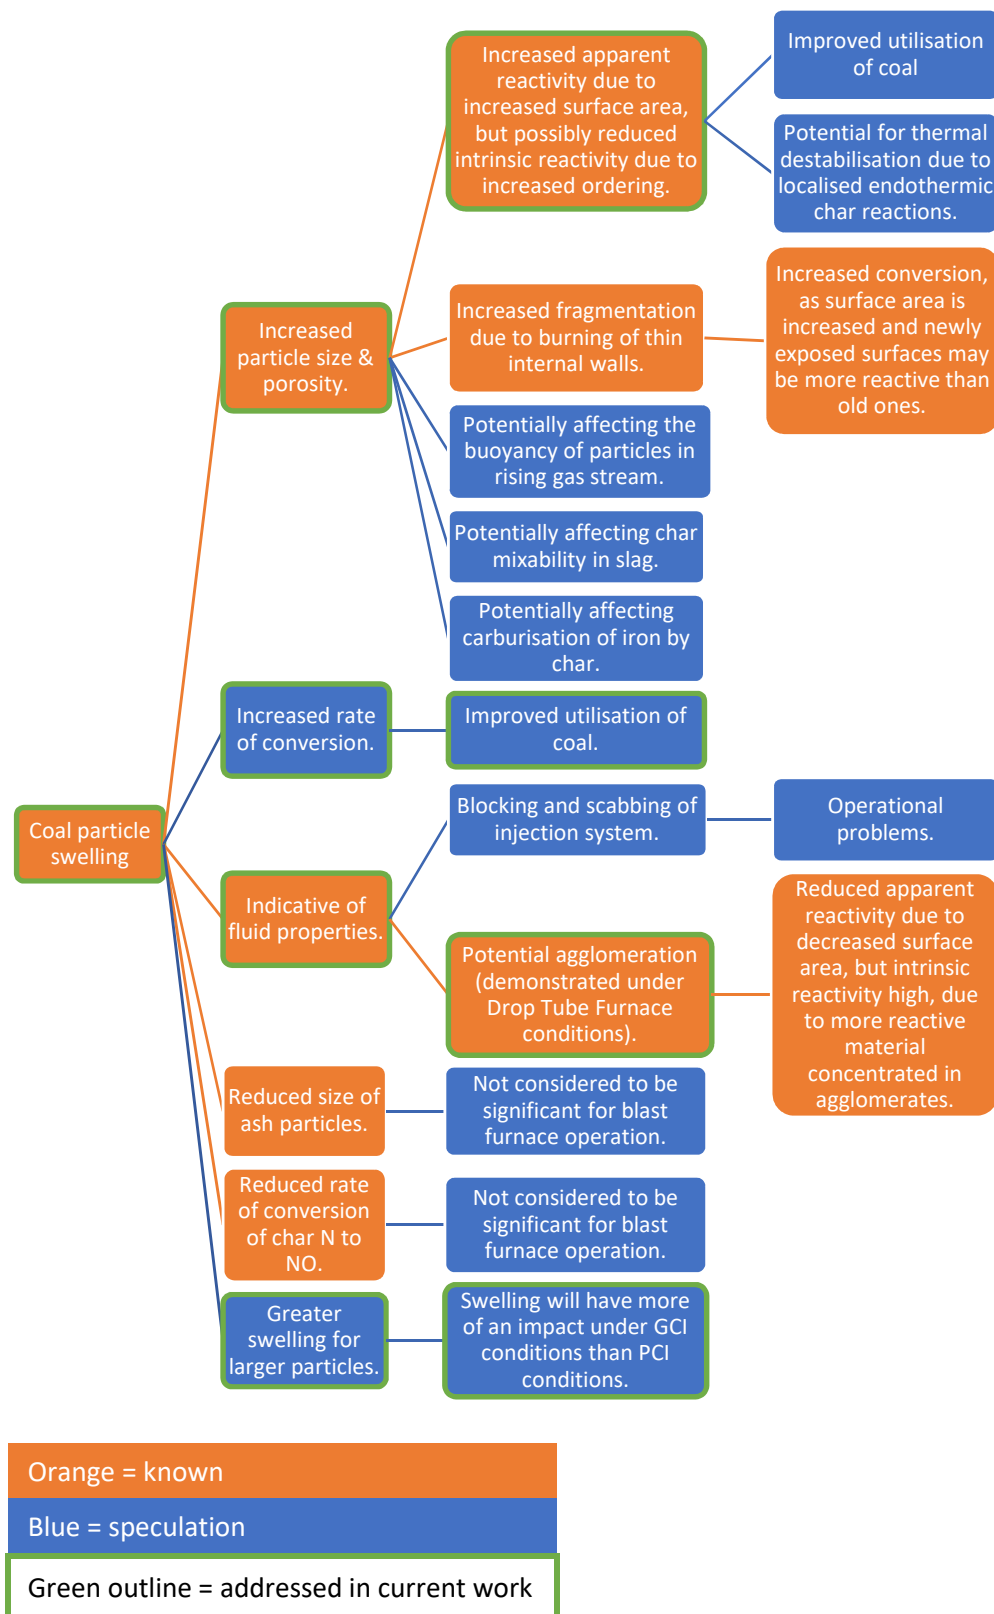 Coal particle
swelling
Increased
particle size &
porosity.
Increased apparent
reactivity due to
increased surface area,
but possibly reduced
intrinsic reactivity due to
increased ordering.
Improved utilisation
of coal
Potential for thermal
destabilisation due to
localised endothermic
char reactions.
Increased fragmentation
due to burning of thin
internal walls.
Increased conversion,
as surface area is
increased and newly
exposed surfaces may
be more reactive than
old ones.
Potentially affecting the
buoyancy of particles in
rising gas stream.
Potentially affecting char
mixability in slag.
Potentially affecting
carburisation of iron by
char.
Increased rate
of conversion.
Improved utilisation of
coal.
Indicative of
fluid properties.
Blocking and scabbing of
injection system.
Operational
problems.
Potential agglomeration
(demonstrated under
Drop Tube Furnace
conditions).
Reduced apparent
reactivity due to
decreased surface
area, but intrinsic
reactivity high, due
to more reactive
material
concentrated in
agglomerates.
Reduced size of
ash particles.
Not considered to be
significant for blast
furnace operation.
Reduced rate
of conversion
of char N to
NO.
Not considered to be
significant for blast
furnace operation.
Greater
swelling for
larger particles.
Swelling will have more
of an impact under GCI
conditions than PCI
conditions.
Orange = known
Blue = speculation
Green outline = addressed in current work